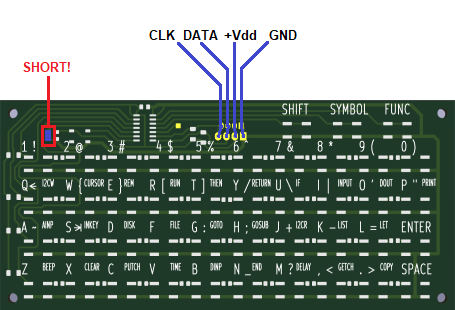 CLK DATA +Vdd GND
SHORT!
SHIFT SYMBOL FUNC
1 ! 2 @ 3 # 4 $ 5 % 6 ^ 7 & 8 * 9 ( 0 )
Q < I2CW W { CURSOR E } REM R [ RUN T ] THEN Y / RETURN U \ IF I | INPUT O ' DOUT P " PRINT
A ~ AINP S INKEY D DISK F FILE G : GOTO H ; GOSUB J + I2CR K - LIST L = LET ENTER
Z BEEP X CLEAR C PUTCH V TIME B DINP N _ END M ? DELAY , < GETCH . > COPY SPACE